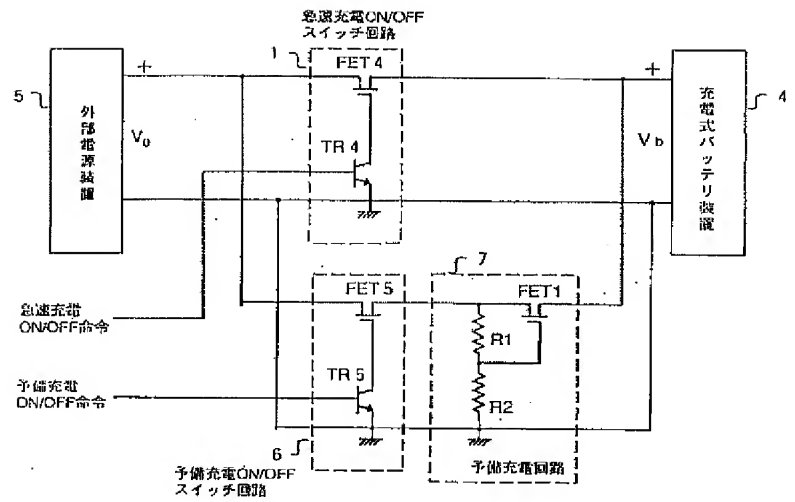 急速充電ON/OFF
スイッチ回路
1
FET 4
5
外部電源装置
+
V0
TR 4
+
Vb
充電式バッテリ装置
4
急速充電
ON/OFF命令
予備充電
ON/OFF命令
FET 5
TR 5
6
予備充電ON/OFF
スイッチ回路
7
FET1
R1
R2
予備充電回路